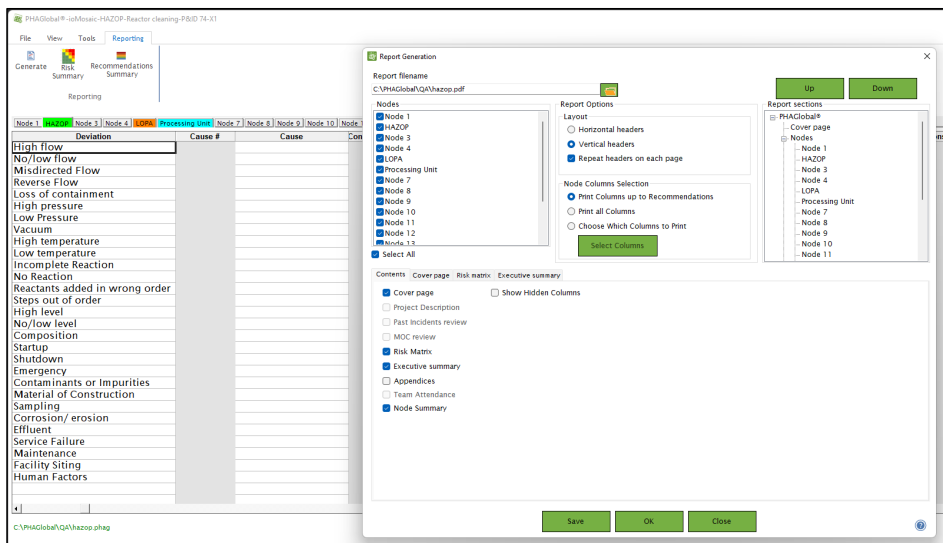 PHAGlobal®-ioMosaic-HAZOP-Reactor cleaning-P&ID 74-X1
File View Tools Reporting
Generate
Risk Summary
Recommendations Summary
Reporting
Node 1 HAZOP Node 3 Node 4 LOPA Processing Unit Node 7 Node 8 Node 9 Node 10
Deviation Cause # Cause
High flow
No/low flow
Misdirected Flow
Reverse Flow
Loss of containment
High pressure
Low Pressure
Vacuum
High temperature
Low temperature
Incomplete Reaction
No Reaction
Reactants added in wrong order
Steps out of order
High level
No/low level
Composition
Startup
Shutdown
Emergency
Contaminants or Impurities
Material of Construction
Sampling
Corrosion/ erosion
Effluent
Service Failure
Maintenance
Facility Siting
Human Factors
C:\PHAGlobal\QA\hazop.phag
Report Generation
Report filename
C:\PHAGlobal\QA\hazop.pdf
Up Down
Nodes
Node 1
HAZOP
Node 3
Node 4
LOPA
Processing Unit
Node 7
Node 8
Node 9
Node 10
Node 11
Node 12
Node 13
Select All
Report Options
Layout
Horizontal headers
Vertical headers
Repeat headers on each page
Node Columns Selection
Print Columns up to Recommendations
Print all Columns
Choose Which Columns to Print
Select Columns
Report sections
PHAGlobal®
Cover page
Nodes
Node 1
HAZOP
Node 3
Node 4
LOPA
Processing Unit
Node 7
Node 8
Node 9
Node 10
Node 11
Contents Cover page Risk matrix Executive summary
Cover page Show Hidden Columns
Project Description
Past Incidents review
MOC review
Risk Matrix
Executive summary
Appendices
Team Attendance
Node Summary
Save OK Close